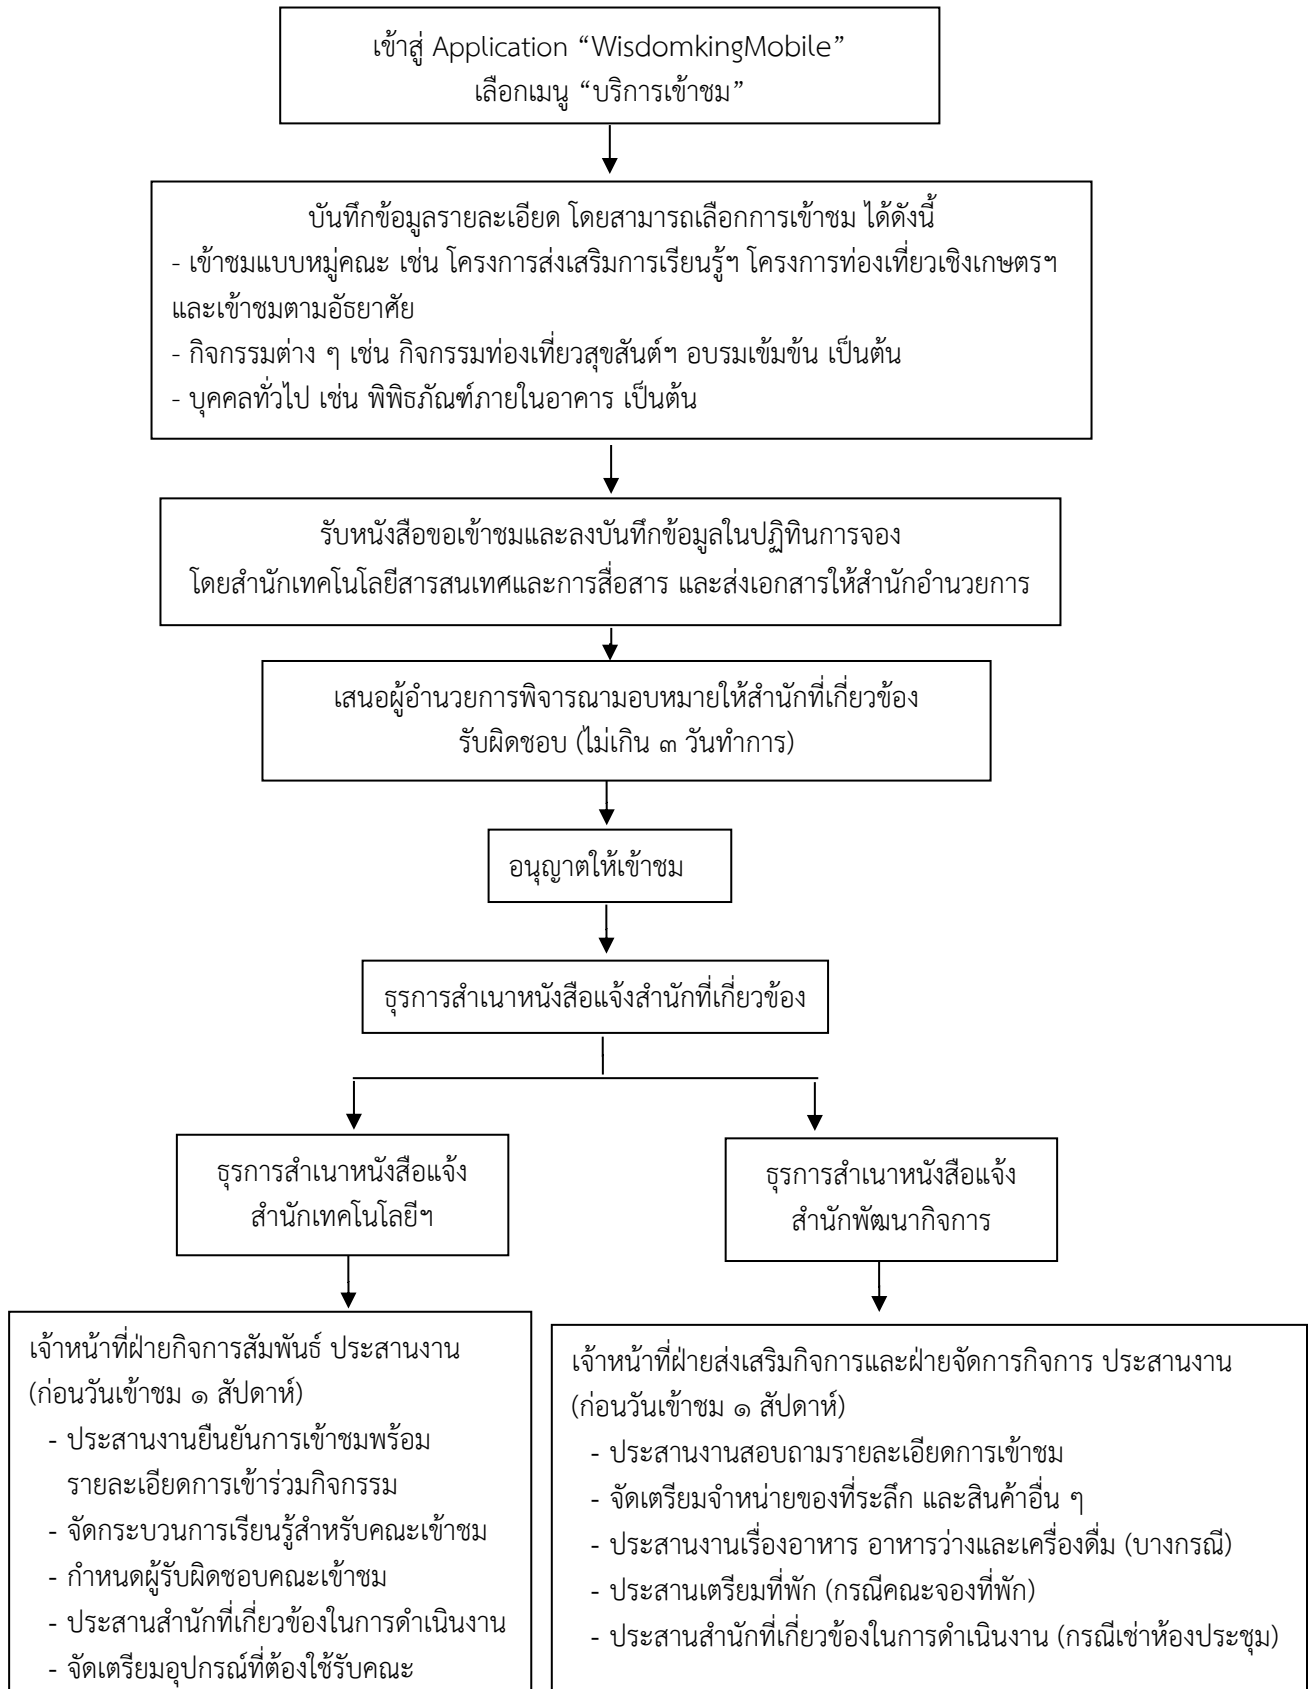 เข้าสู่ Application “WisdomkingMobile”
เลือกเมนู “บริการเข้าชม”
บันทึกข้อมูลรายละเอียด โดยสามารถเลือกการเข้าชม ได้ดังนี้
- เข้าชมแบบหมู่คณะ เช่น โครงการส่งเสริมการเรียนรู้ฯ โครงการท่องเที่ยวเชิงเกษตรฯ
และเข้าชมตามอัธยาศัย
- กิจกรรมต่าง ๆ เช่น กิจกรรมท่องเที่ยวสุขสันต์ฯ อบรมเข้มข้น เป็นต้น
- บุคคลทั่วไป เช่น พิพิธภัณฑ์ภายในอาคาร เป็นต้น
รับหนังสือขอเข้าชมและลงบันทึกข้อมูลในปฏิทินการจอง
โดยสำนักเทคโนโลยีสารสนเทศและการสื่อสาร และส่งเอกสารให้สำนักอำนวยการ
เสนอผู้อำนวยการพิจารณามอบหมายให้สำนักที่เกี่ยวข้อง
รับผิดชอบ (ไม่เกิน ๓ วันทำการ)
อนุญาตให้เข้าชม
ธุรการสำเนาหนังสือแจ้งสำนักที่เกี่ยวข้อง
ธุรการสำเนาหนังสือแจ้ง
สำนักเทคโนโลยีฯ
ธุรการสำเนาหนังสือแจ้ง
สำนักพัฒนากิจการ
เจ้าหน้าที่ฝ่ายกิจการสัมพันธ์ ประสานงาน
(ก่อนวันเข้าชม ๑ สัปดาห์)
- ประสานงานยืนยันการเข้าชมพร้อม
รายละเอียดการเข้าร่วมกิจกรรม
- จัดกระบวนการเรียนรู้สำหรับคณะเข้าชม
- กำหนดผู้รับผิดชอบคณะเข้าชม
- ประสานสำนักที่เกี่ยวข้องในการดำเนินงาน
- จัดเตรียมอุปกรณ์ที่ต้องใช้รับคณะ
เจ้าหน้าที่ฝ่ายส่งเสริมกิจการและฝ่ายจัดการกิจการ ประสานงาน
(ก่อนวันเข้าชม ๑ สัปดาห์)
- ประสานงานสอบถามรายละเอียดการเข้าชม
- จัดเตรียมจำหน่ายของที่ระลึก และสินค้าอื่น ๆ
- ประสานงานเรื่องอาหาร อาหารว่างและเครื่องดื่ม (บางกรณี)
- ประสานเตรียมที่พัก (กรณีคณะจองที่พัก)
- ประสานสำนักที่เกี่ยวข้องในการดำเนินงาน (กรณีเช่าห้องประชุม)